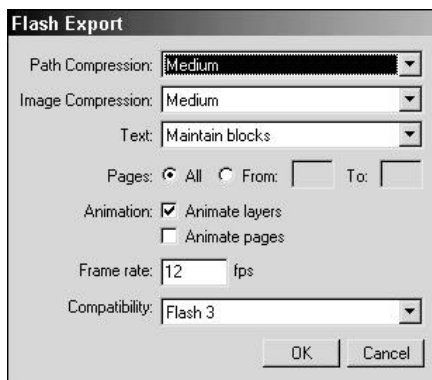 Flash Export
Path Compression: Medium
Image Compression: Medium
Text: Maintain blocks
Pages: All From: To:
Animation: Animate layers
Animate pages
Frame rate: 12 fps
Compatibility: Flash 3
OK Cancel